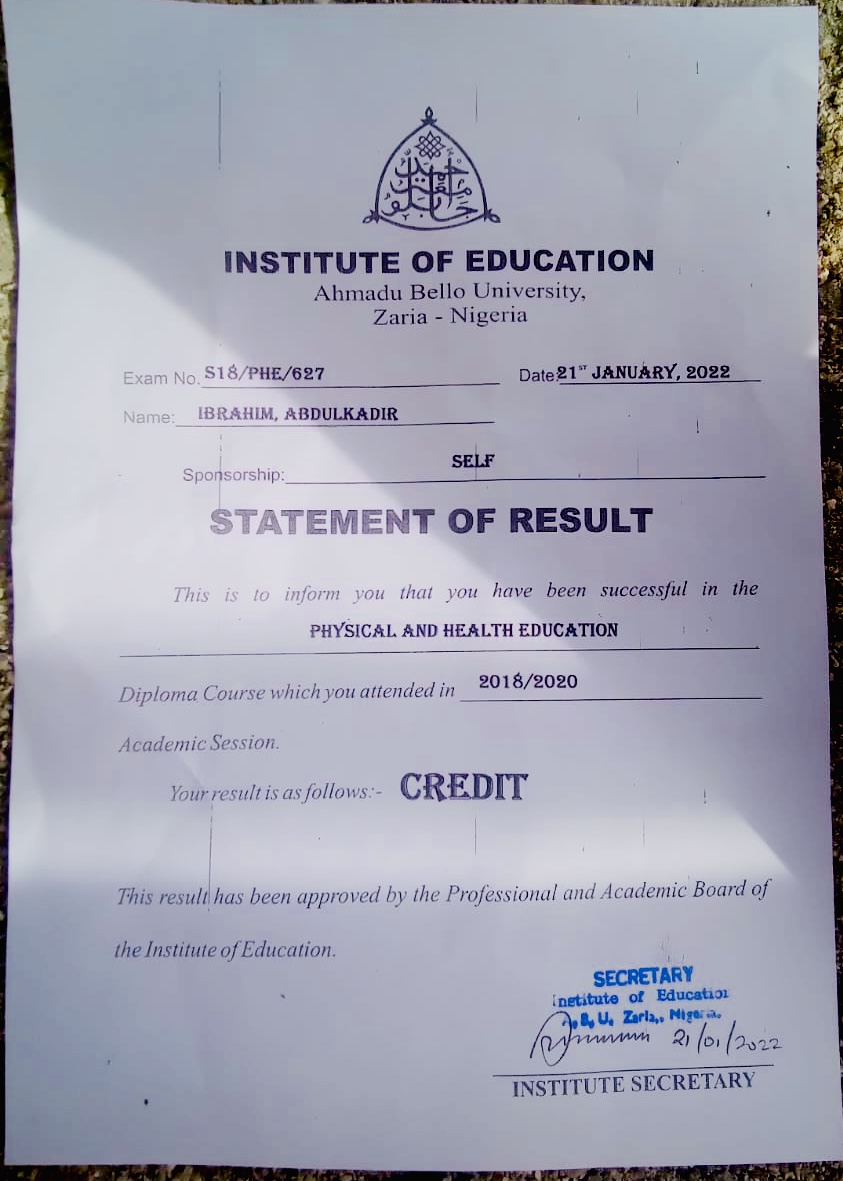 INSTITUTE OF EDUCATION
Ahmadu Bello University,
Zaria - Nigeria
Exam No. S18/PHE/627 Date: 21ST JANUARY, 2022
Name: IBRAHIM, ABDULKADIR
Sponsorship: SELF
STATEMENT OF RESULT
This is to inform you that you have been successful in the
PHYSICAL AND HEALTH EDUCATION
Diploma Course which you attended in 2018/2020
Academic Session.
Your result is as follows:- CREDIT
This result has been approved by the Professional and Academic Board of
the Institute of Education.
SECRETARY
Institute of Education
A.B.U. Zaria, Nigeria.
21/01/2022
INSTITUTE SECRETARY